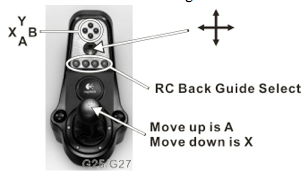 Y
X B
A
RC Back Guide Select
Move up is A
Move down is X
G25/G27